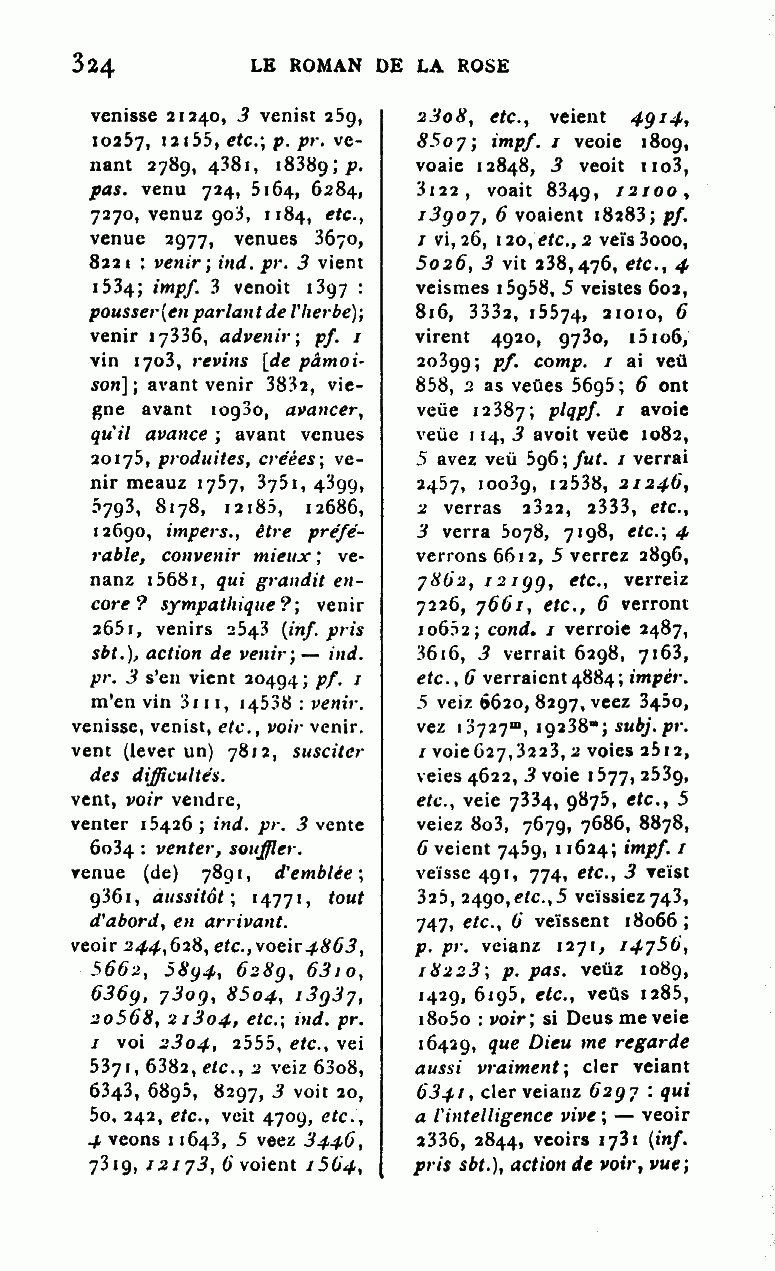 324
LE ROMAN DE LA ROSE
venisse 21240, 3 venist 259,
10257, 12155, etc.; p. pr. ve-
nant 2789, 4381, 18389; p.
pas. venu 724, 5164, 6284,
7270, venuz 903, 1184, etc.,
venue 2977, venues 3670,
8221 : venir; ind. pr. 3 vient
1534; impf. 3 venoit 1397 :
pousser (en parlant de l'herbe);
venir 17336, advenir; pf. 1
vin 1703, revins [de pâmoi-
son]; avant venir 3832, vie-
gne avant 10930, avancer,
qu'il avance ; avant venues
20175, produites, créées; ve-
nir meauz 1757, 3751, 4399,
5793, 8178, 12185, 12686,
12690, impers., être préfé-
rable, convenir mieux; ve-
nanz 15681, qui grandit en-
core ? sympathique ?; venir
2651, venirs 2543 (inf. pris
sbt.), action de venir; — ind.
pr. 3 s'en vient 20494; pf. 1
m'en vin 3111, 14538 : venir.
venisse, venist, etc., voir venir.
vent (lever un) 7812, susciter
des difficultés.
vent, voir vendre,
venter 15426 ; ind. pr. 3 vente
6034 : venter, souffler.
venue (de) 7891, d'emblée ;
9361, aussitôt ; 14771, tout
d'abord, en arrivant.
veoir 244, 628, etc., voeir 4863,
5662, 5894, 6289, 6310,
6369, 7309, 8504, 13937,
20568, 21304, etc.; ind. pr.
1 voi 2304, 2555, etc., vei
5371, 6382, etc., 2 veiz 6308,
6343, 6895, 8297, 3 voit 20,
50, 242, etc., veit 4709, etc.,
4 veons 11643, 5 veez 3446,
7319, 12173, 6 voient 1564,
2308, etc., veient 4914,
8507; impf. 1 veoie 1809,
voaie 12848, 3 veoit 1103,
3122, voait 8349, 12100,
13907, 6 voaient 18283; pf.
1 vi, 26, 120, etc., 2 veïs 3000,
5026, 3 vit 238, 476, etc., 4
veismes 15958, 5 veistes 602,
816, 3332, 15574, 21010, 6
virent 4920, 9730, 15106,
20399; pf. comp. 1 ai veü
858, 2 as veües 5695; 6 ont
veüe 12387; plqpf. 1 avoie
veüe 114, 3 avoit veüe 1082,
5 avez veü 596; fut. 1 verrai
2457, 10039, 12538, 21246,
2 verras 2322, 2333, etc.,
3 verra 5078, 7198, etc.; 4
verrons 6612, 5 verrez 2896,
7862, 12199, etc., verreiz
7226, 7661, etc., 6 verront
10652; cond. 1 verroie 2487,
3616, 3 verrait 6298, 7163,
etc., 6 verraient 4884; impér.
5 veiz 6620, 8297, veez 3450,
vez 13727ᵐ, 19238ᵐ; subj. pr.
1 voie 627, 3223, 2 voies 2512,
veies 4622, 3 voie 1577, 2539,
etc., veie 7334, 9875, etc., 5
veiez 803, 7679, 7686, 8878,
6 veient 7459, 11624; impf. 1
veïsse 491, 774, etc., 3 veïst
325, 2490, etc., 5 veïssiez 743,
747, etc., 6 veïssent 18066 ;
p. pr. veianz 1271, 14756,
18223; p. pas. veüz 1089,
1429, 6195, etc., veüs 1285,
18050 : voir; si Deus me veie
16429, que Dieu me regarde
aussi vraiment; cler veiant
6341, cler veianz 6297 : qui
a l'intelligence vive; — veoir
2336, 2844, veoirs 1731 (inf.
pris sbt.), action de voir, vue;